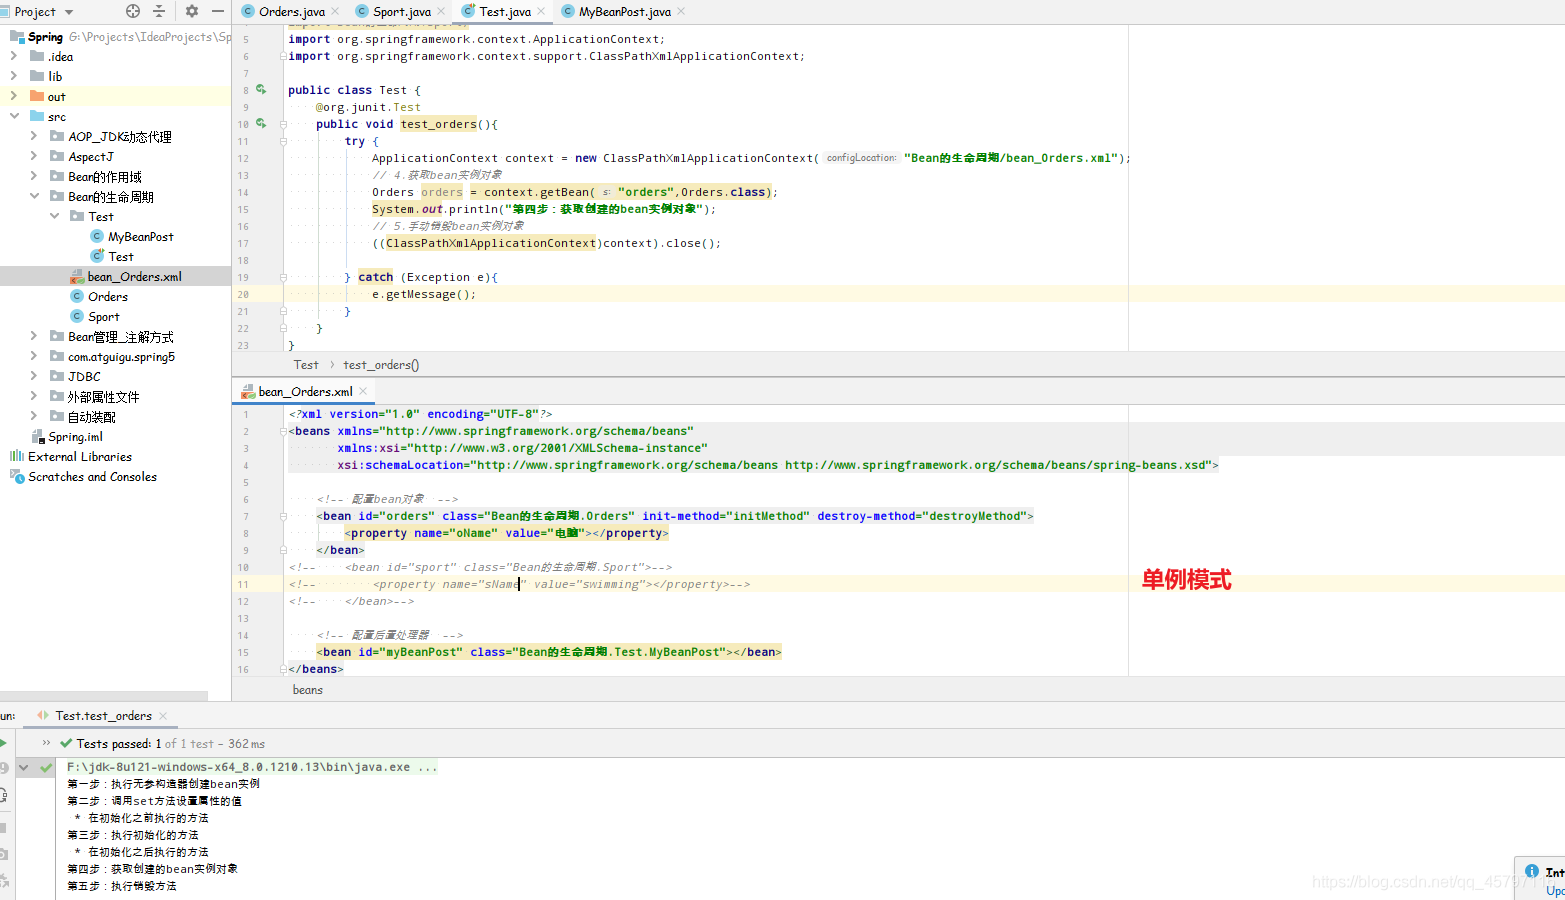 Project
Orders.java
Sport.java
Test.java
MyBeanPost.java
Spring G:\Projects\IdeaProjects\Sp
.idea
lib
out
src
AOP_JDK动态代理
AspectJ
Bean的作用域
Bean的生命周期
Test
MyBeanPost
Test
bean_Orders.xml
Orders
Sport
Bean管理_注解方式
com.atguigu.spring5
JDBC
外部属性文件
自动装配
Spring.iml
External Libraries
Scratches and Consoles
5 import org.springframework.context.ApplicationContext;
6 import org.springframework.context.support.ClassPathXmlApplicationContext;
7
8 public class Test {
9 @org.junit.Test
10 public void test_orders(){
11 try {
12 ApplicationContext context = new ClassPathXmlApplicationContext( configLocation: "Bean的生命周期/bean_Orders.xml");
13 // 4.获取bean实例对象
14 Orders orders = context.getBean( s: "orders",Orders.class);
15 System.out.println("第四步：获取创建的bean实例对象");
16 // 5.手动销毁bean实例对象
17 ((ClassPathXmlApplicationContext)context).close();
18
19 } catch (Exception e){
20 e.getMessage();
21 }
22 }
23 }
Test › test_orders()
bean_Orders.xml
1 <?xml version="1.0" encoding="UTF-8"?>
2 <beans xmlns="http://www.springframework.org/schema/beans"
3 xmlns:xsi="http://www.w3.org/2001/XMLSchema-instance"
4 xsi:schemaLocation="http://www.springframework.org/schema/beans http://www.springframework.org/schema/beans/spring-beans.xsd">
5
6 <!-- 配置bean对象 -->
7 <bean id="orders" class="Bean的生命周期.Orders" init-method="initMethod" destroy-method="destroyMethod">
8 <property name="oName" value="电脑"></property>
9 </bean>
10 <!-- <bean id="sport" class="Bean的生命周期.Sport">-->
11 <!-- <property name="sName" value="swimming"></property>-->
12 <!-- </bean>-->
13
14 <!-- 配置后置处理器 -->
15 <bean id="myBeanPost" class="Bean的生命周期.Test.MyBeanPost"></bean>
16 </beans>
单例模式
beans
un: Test.test_orders
» Tests passed: 1 of 1 test – 362 ms
F:\jdk-8u121-windows-x64_8.0.1210.13\bin\java.exe ...
第一步：执行无参构造器创建bean实例
第二步：调用set方法设置属性的值
* 在初始化之前执行的方法
第三步：执行初始化的方法
* 在初始化之后执行的方法
第四步：获取创建的bean实例对象
第五步：执行销毁方法
Int
Upd